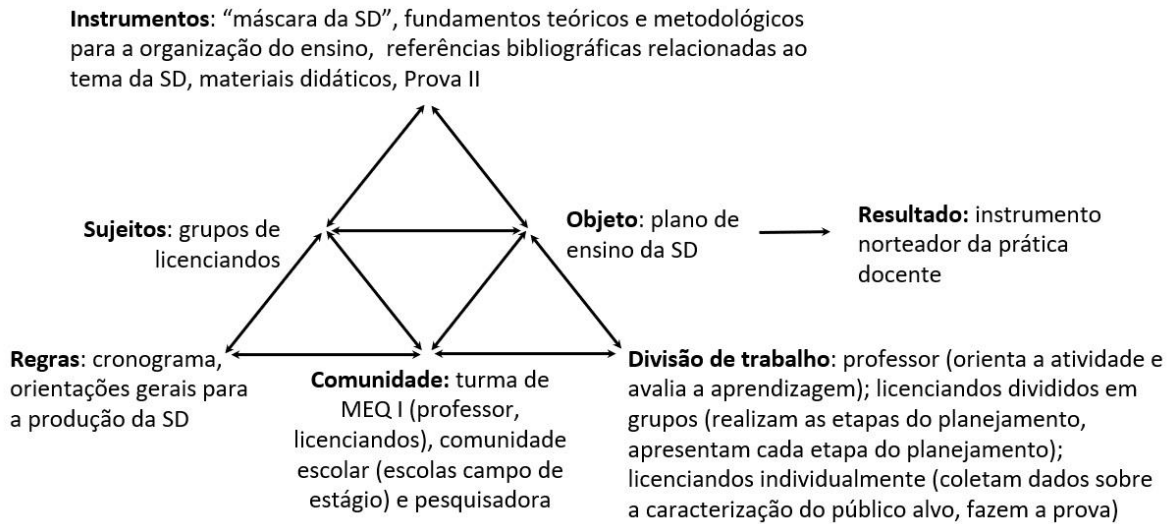 Instrumentos: “máscara da SD”, fundamentos teóricos e metodológicos
para a organização do ensino, referências bibliográficas relacionadas ao
tema da SD, materiais didáticos, Prova II
Sujeitos: grupos de
licenciandos
Objeto: plano de
ensino da SD
Resultado: instrumento
norteador da prática
docente
Regras: cronograma,
orientações gerais para
a produção da SD
Comunidade: turma de
MEQ I (professor,
licenciandos), comunidade
escolar (escolas campo de
estágio) e pesquisadora
Divisão de trabalho: professor (orienta a atividade e
avalia a aprendizagem); licenciandos divididos em
grupos (realizam as etapas do planejamento,
apresentam cada etapa do planejamento);
licenciandos individualmente (coletam dados sobre
a caracterização do público alvo, fazem a prova)